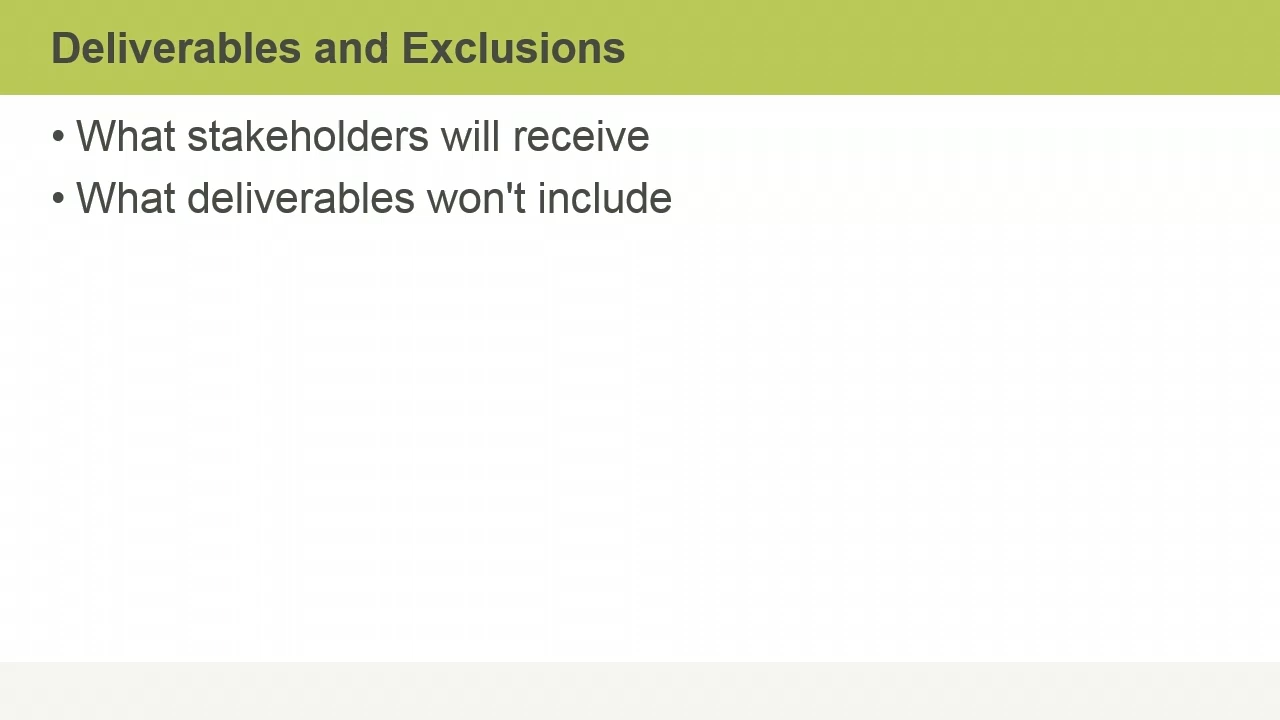 Deliverables and Exclusions
• What stakeholders will receive
• What deliverables won't include